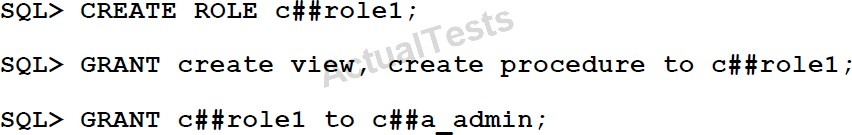 SQL> CREATE ROLE c##role1;
SQL> GRANT create view, create procedure to c##role1;
SQL> GRANT c##role1 to c##a_admin;
ActualTests